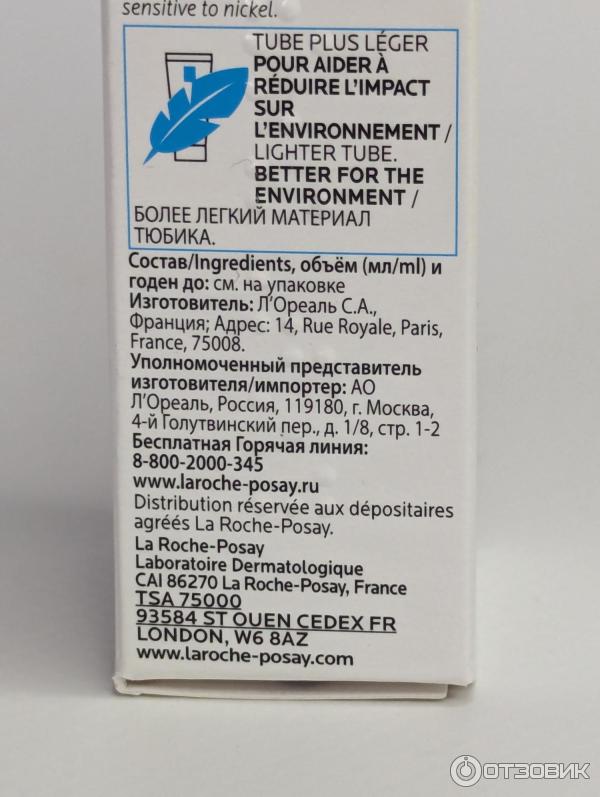 sensitive to nickel.
TUBE PLUS LÉGER
POUR AIDER À
RÉDUIRE L'IMPACT
SUR
L'ENVIRONNEMENT /
LIGHTER TUBE.
BETTER FOR THE
ENVIRONMENT /
БОЛЕЕ ЛЕГКИЙ МАТЕРИАЛ
ТЮБИКА.
Состав/Ingredients, объём (мл/ml) и
годен до: см. на упаковке
Изготовитель: Л'Ореаль С.А.,
Франция; Адрес: 14, Rue Royale, Paris,
France, 75008.
Уполномоченный представитель
изготовителя/импортер: АО
Л'Ореаль, Россия, 119180, г. Москва,
4-й Голутвинский пер., д. 1/8, стр. 1-2
Бесплатная Горячая линия:
8-800-2000-345
www.laroche-posay.ru
Distribution réservée aux dépositaires
agréés La Roche-Posay.
La Roche-Posay
Laboratoire Dermatologique
CAI 86270 La Roche-Posay, France
TSA 75000
93584 ST OUEN CEDEX FR
LONDON, W6 8AZ
www.laroche-posay.com
ОТЗОВИК